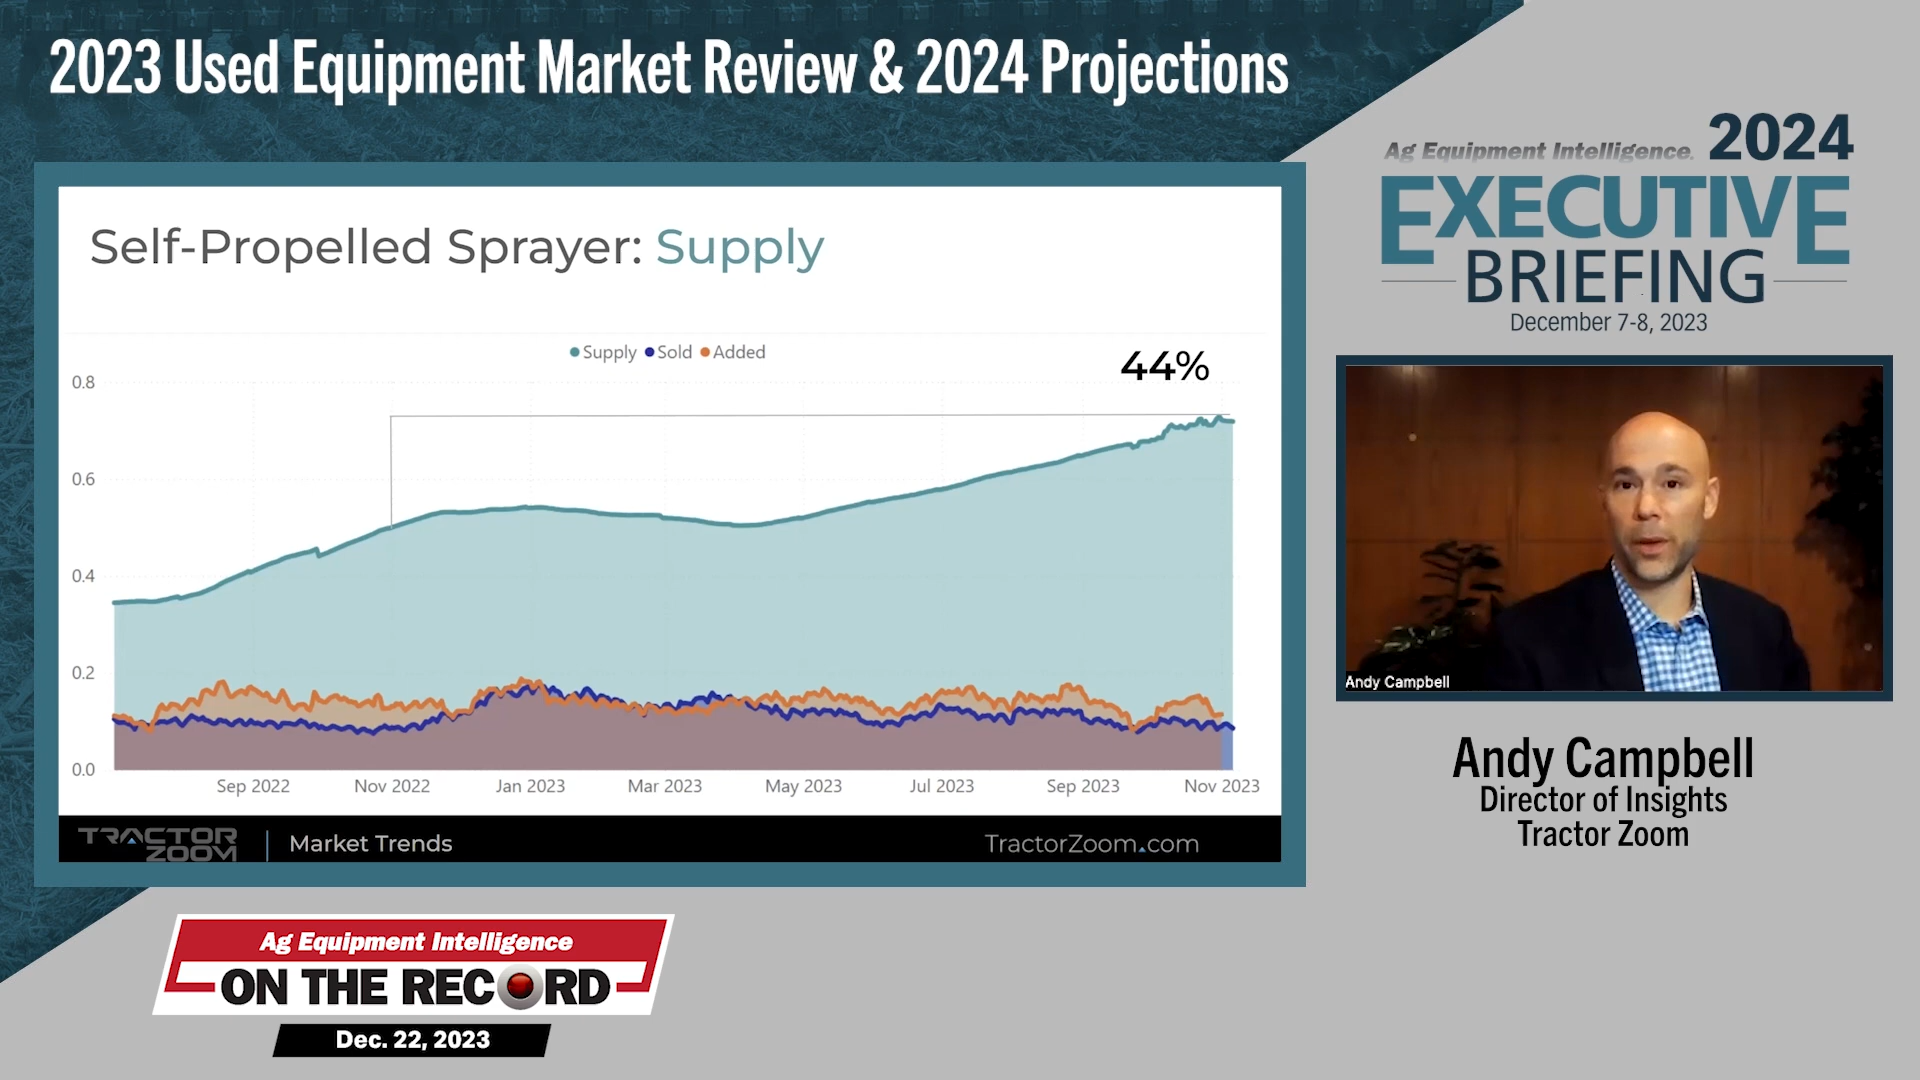 2023 Used Equipment Market Review & 2024 Projections
Ag Equipment Intelligence. 2024
EXECUTIVE
BRIEFING
December 7-8, 2023
Self-Propelled Sprayer: Supply
Supply Sold Added
44%
0.8
0.6
0.4
0.2
0.0
Sep 2022 Nov 2022 Jan 2023 Mar 2023 May 2023 Jul 2023 Sep 2023 Nov 2023
TRACTOR
ZOOM
Market Trends
TractorZoom.com
Andy Campbell
Andy Campbell
Director of Insights
Tractor Zoom
Ag Equipment Intelligence
ON THE RECORD
Dec. 22, 2023